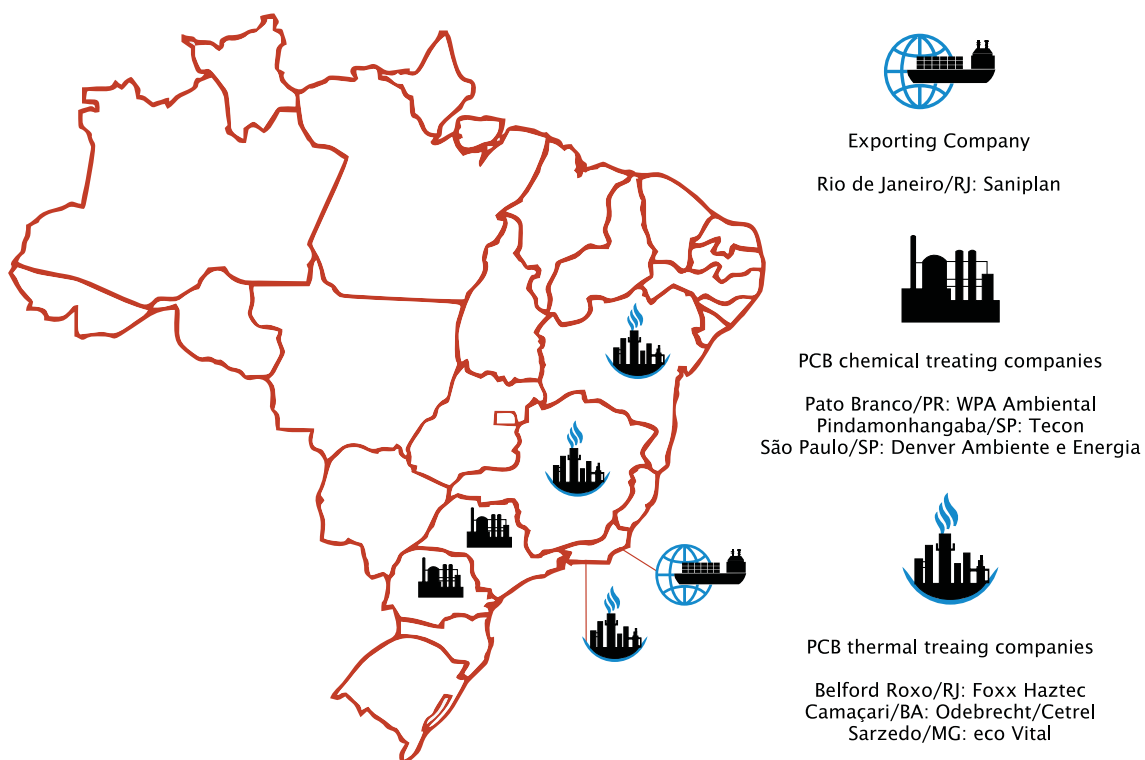 Exporting Company
Rio de Janeiro/RJ: Saniplan
PCB chemical treating companies
Pato Branco/PR: WPA Ambiental
Pindamonhangaba/SP: Tecon
São Paulo/SP: Denver Ambiente e Energia
PCB thermal treaing companies
Belford Roxo/RJ: Foxx Haztec
Camaçari/BA: Odebrecht/Cetrel
Sarzedo/MG: eco Vital